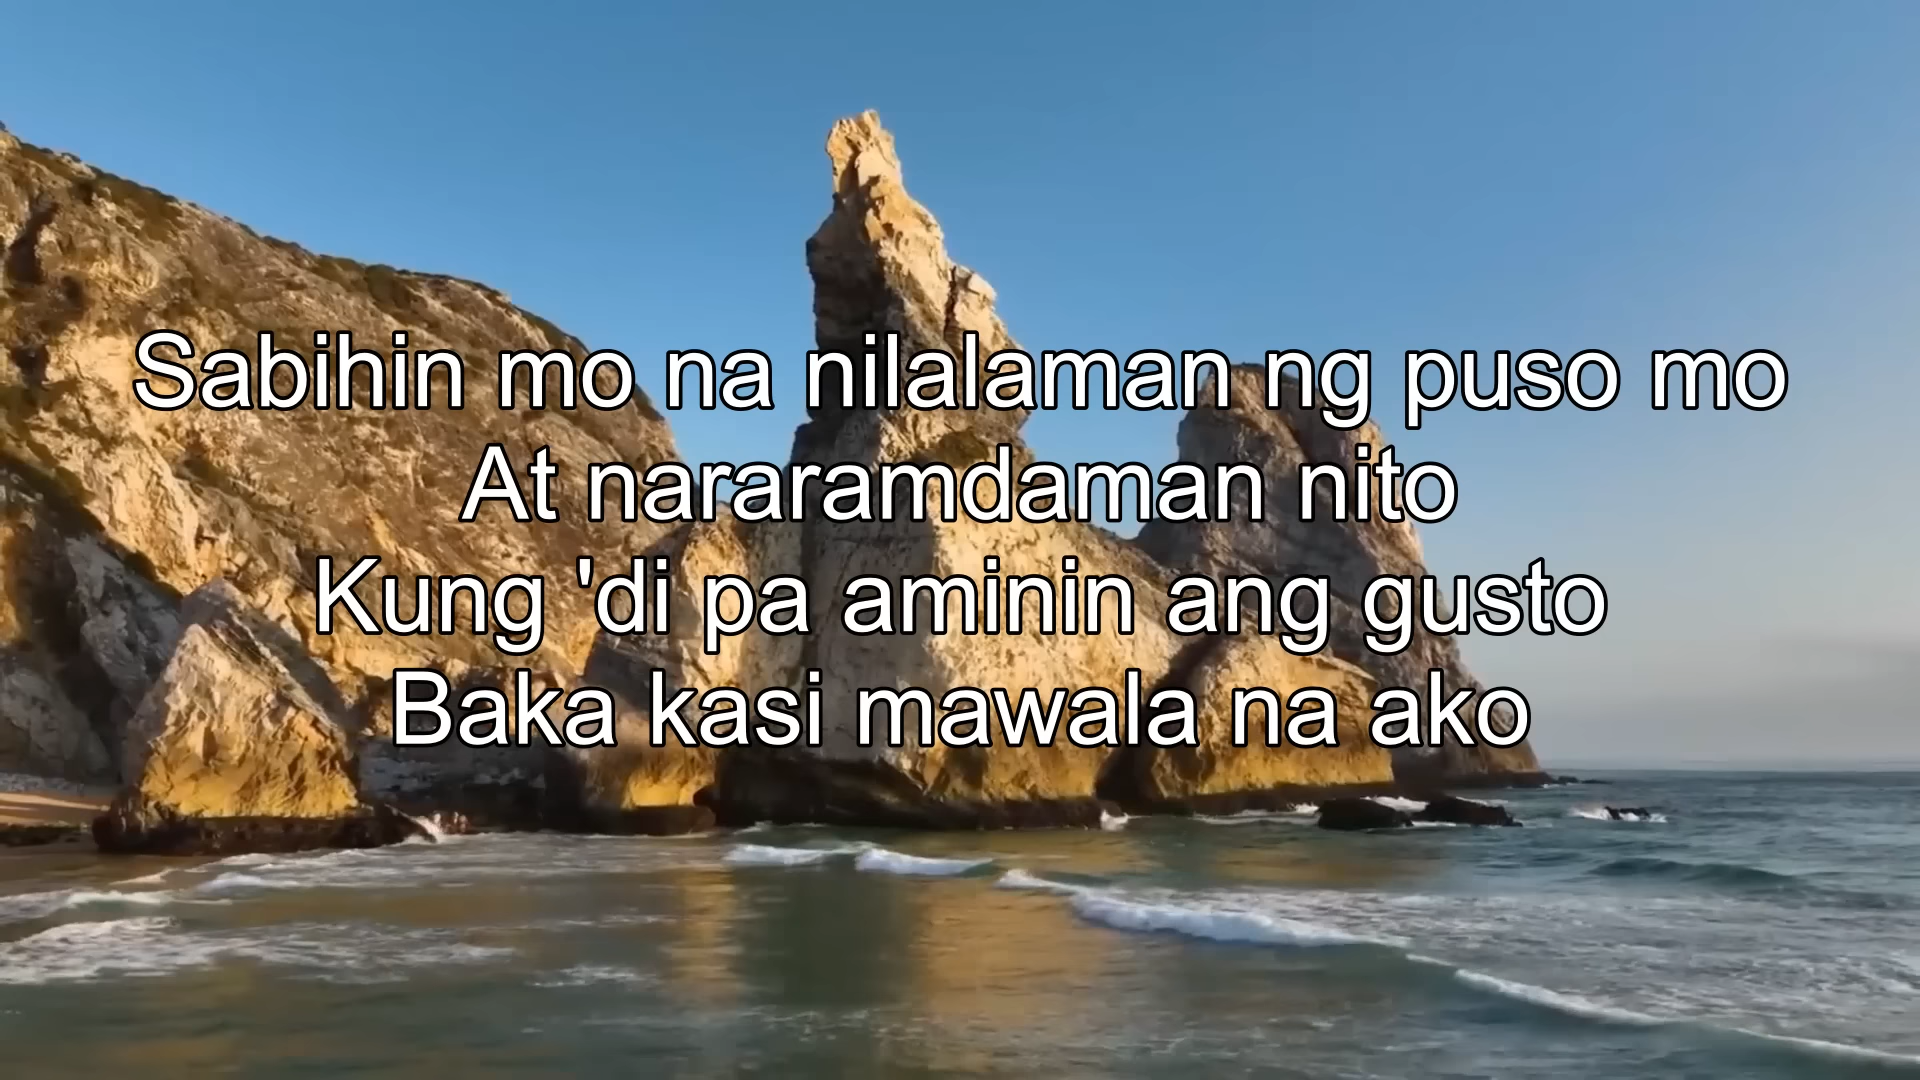 Sabihin mo na nilalaman ng puso mo
At nararamdaman nito
Kung 'di pa aminin ang gusto
Baka kasi mawala na ako